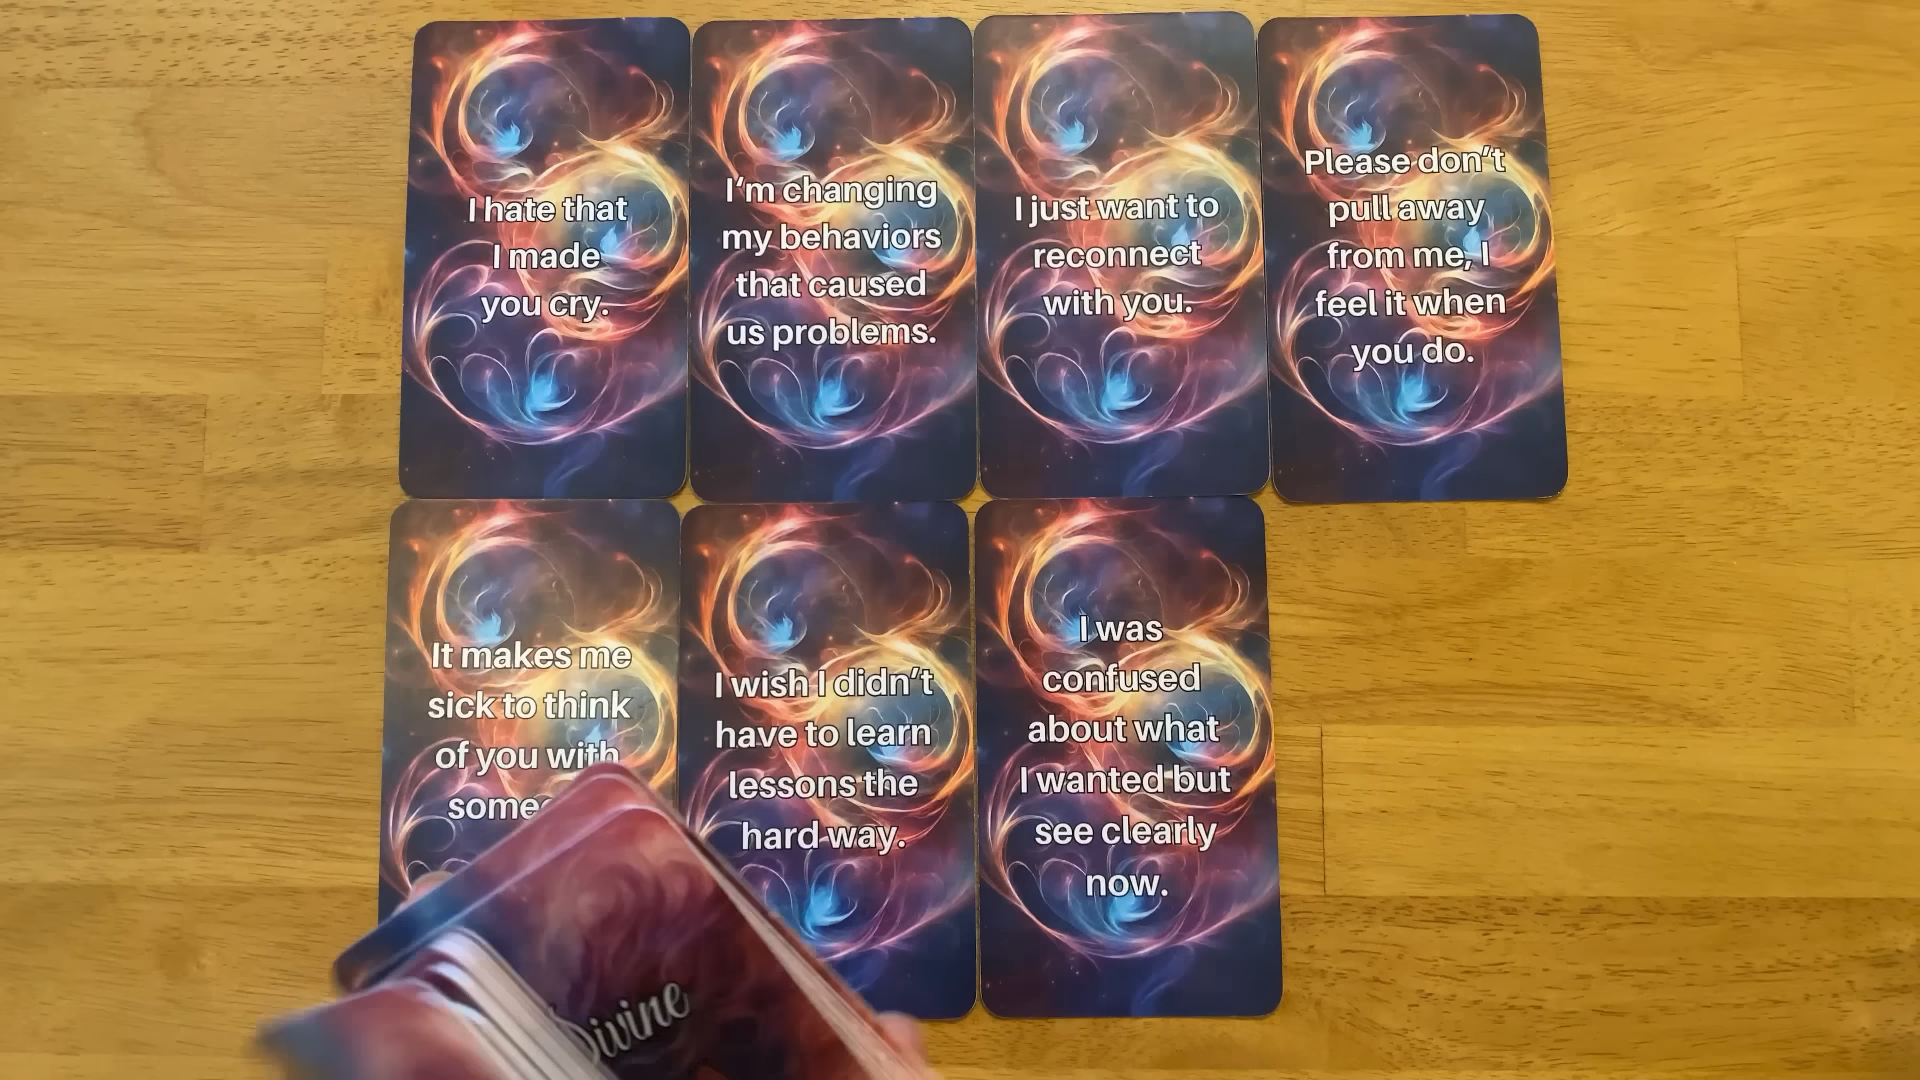 I hate that
I made
you cry.
I'm changing
my behaviors
that caused
us problems.
I just want to
reconnect
with you.
Please don't
pull away
from me, I
feel it when
you do.
It makes me
sick to think
of you with
I wish I didn't
have to learn
lessons the
hard way.
I was
confused
about what
I wanted but
see clearly
now.
Divine